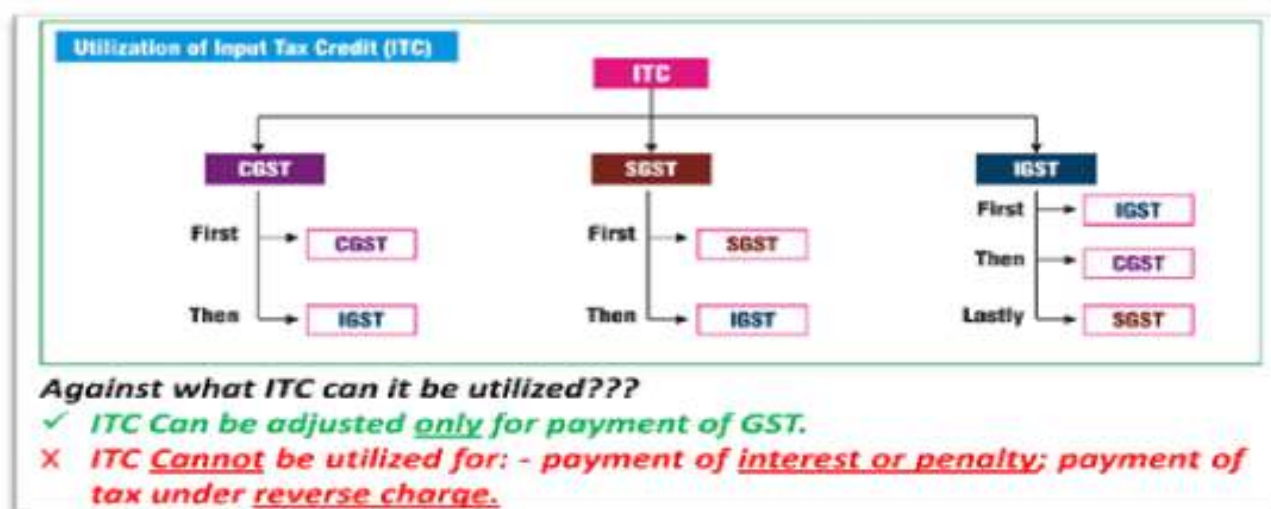 Utilization of Input Tax Credit (ITC)
ITC
CGST
SGST
IGST
First
CGST
Then
IGST
First
SGST
Then
IGST
First
IGST
Then
CGST
Lastly
SGST
Against what ITC can it be utilized???
✓ ITC Can be adjusted only for payment of GST.
X ITC Cannot be utilized for: - payment of interest or penalty; payment of
tax under reverse charge.